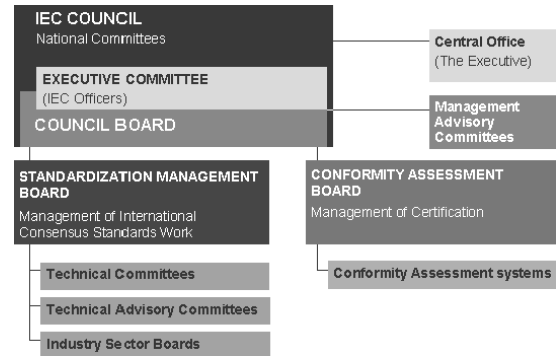 IEC COUNCIL
National Committees
Central Office
(The Executive)
EXECUTIVE COMMITTEE
(IEC Officers)
COUNCIL BOARD
Management
Advisory
Committees
STANDARDIZATION MANAGEMENT
BOARD
Management of International
Consensus Standards Work
CONFORMITY ASSESSMENT
BOARD
Management of Certification
Technical Committees
Technical Advisory Committees
Industry Sector Boards
Conformity Assessment systems